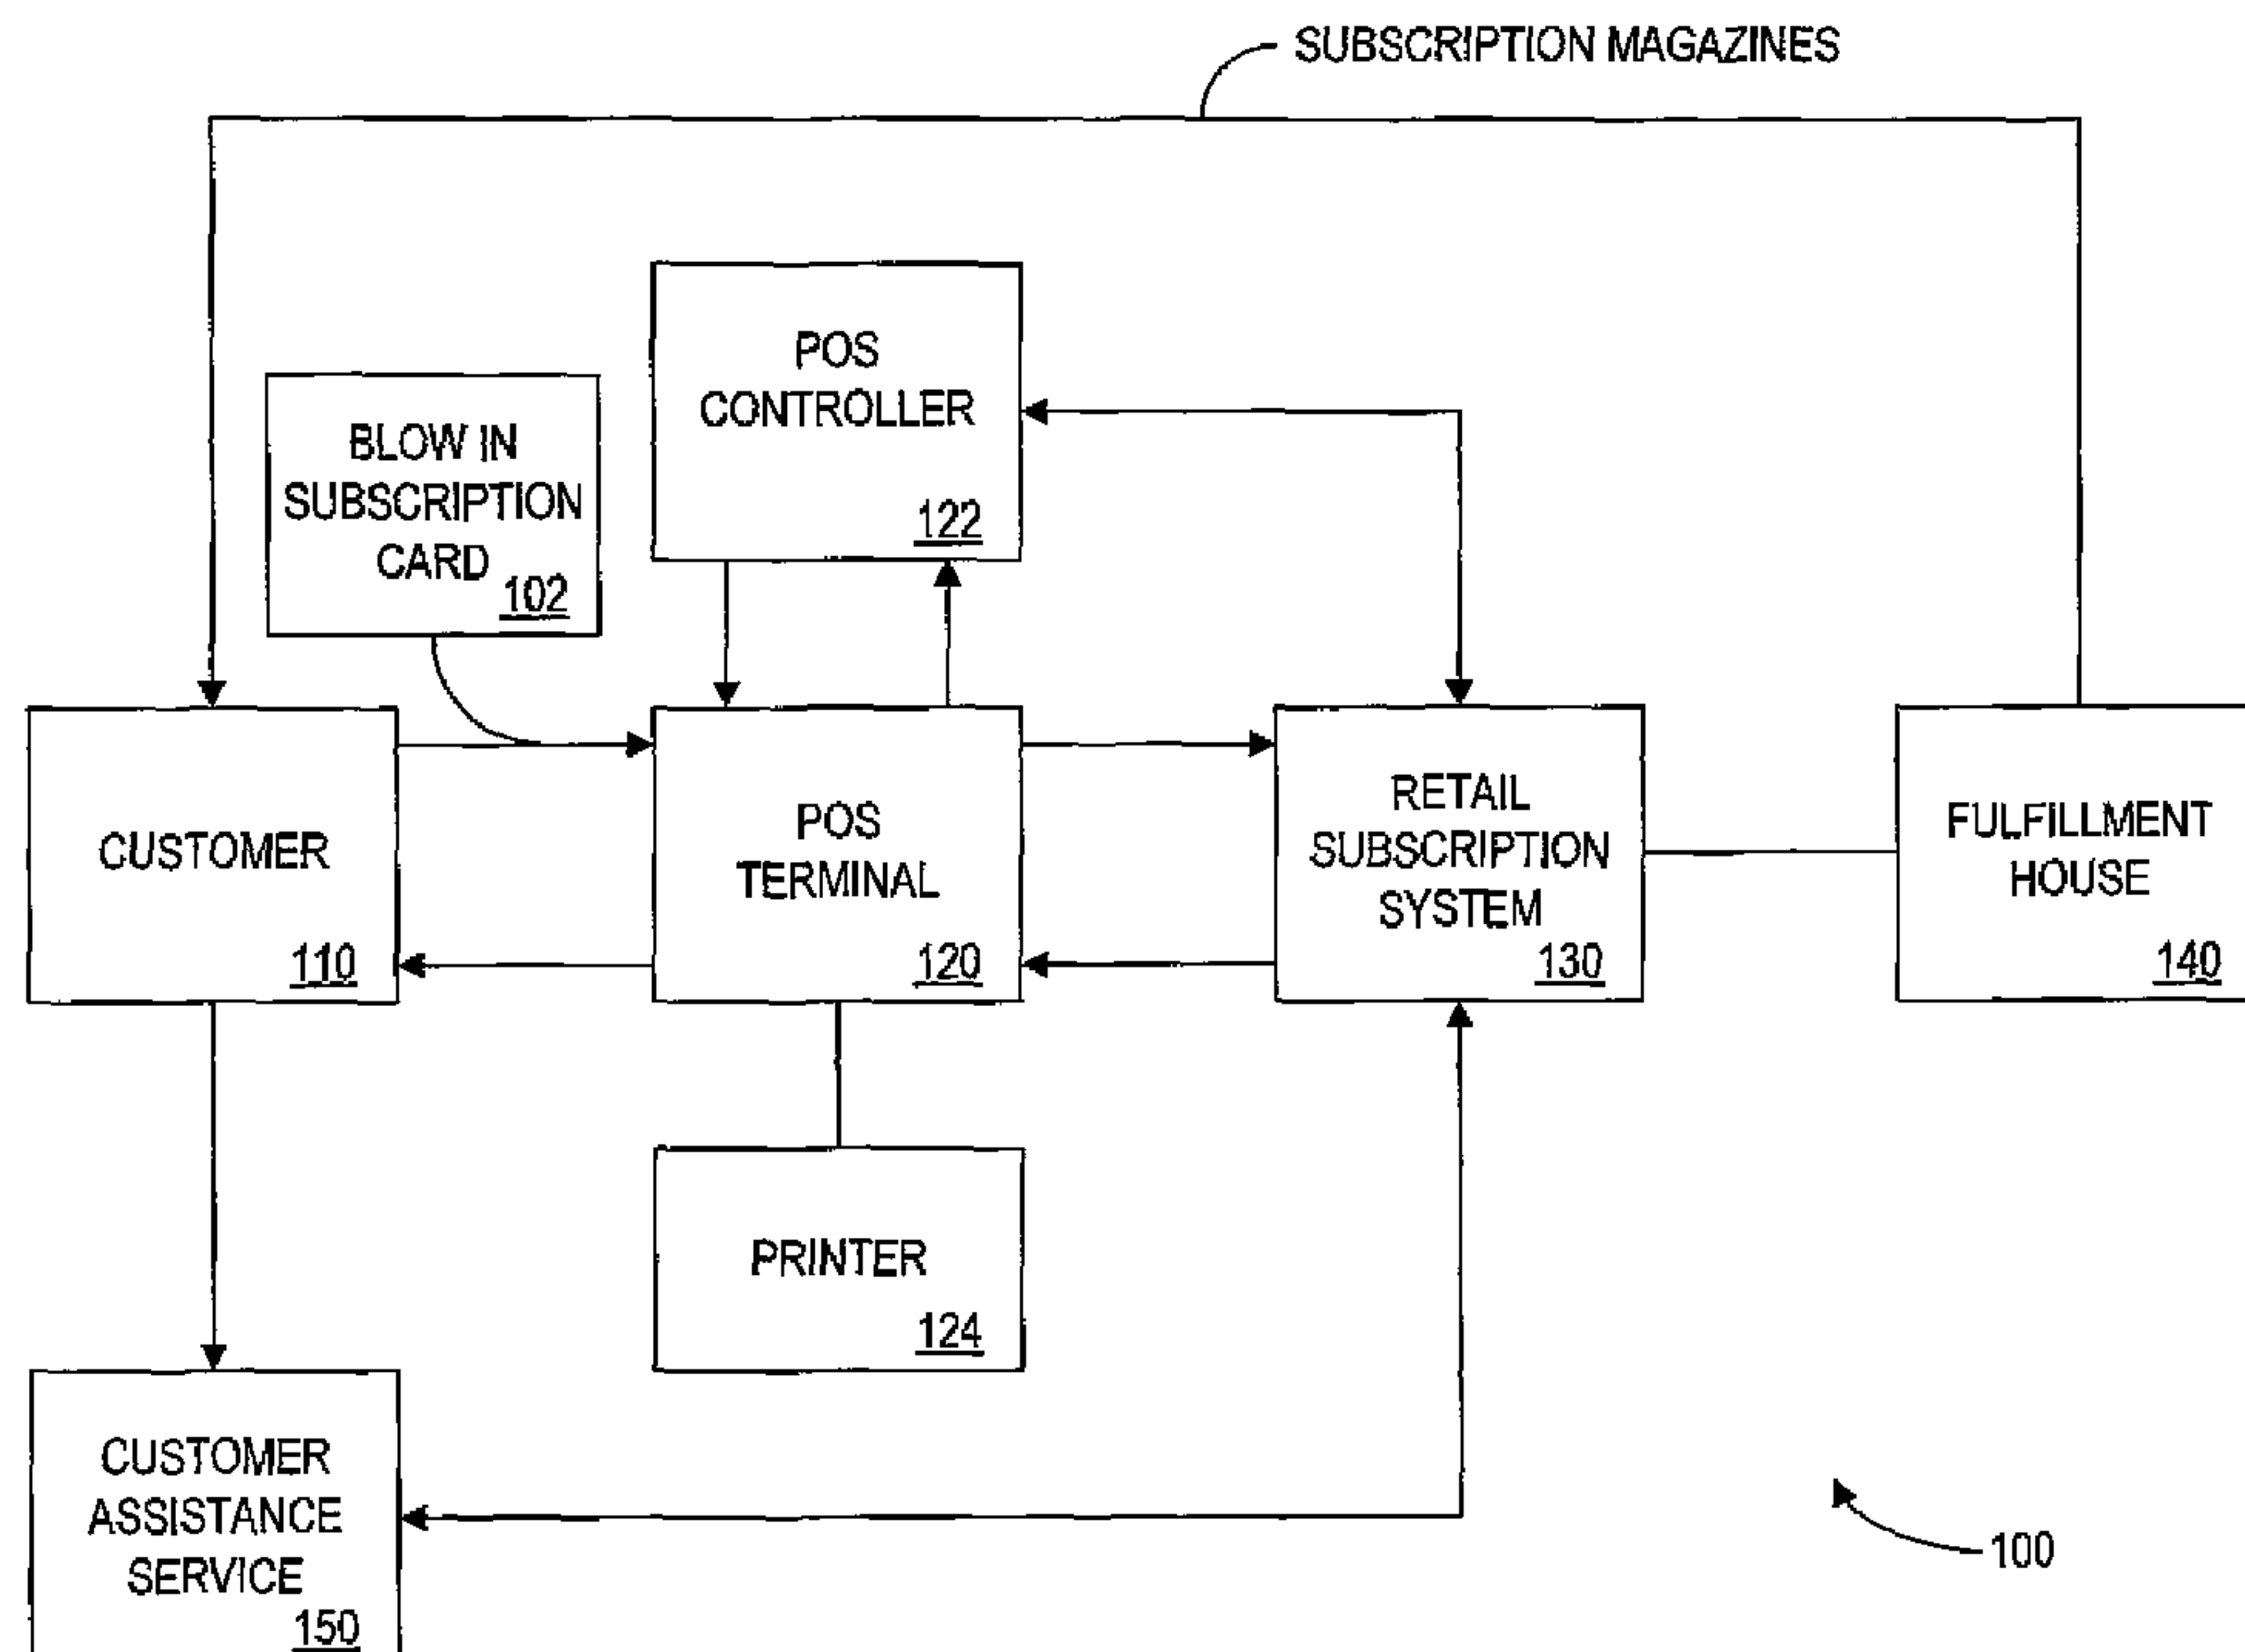 SUBSCRIPTION MAGAZINES
POS
CONTROLLER
122
BLOW IN
SUBSCRIPTION
CARD
102
CUSTOMER
110
POS
TERMINAL
120
RETAIL
SUBSCRIPTION
SYSTEM
130
FULFILLMENT
HOUSE
140
PRINTER
124
CUSTOMER
ASSISTANCE
SERVICE
150
100